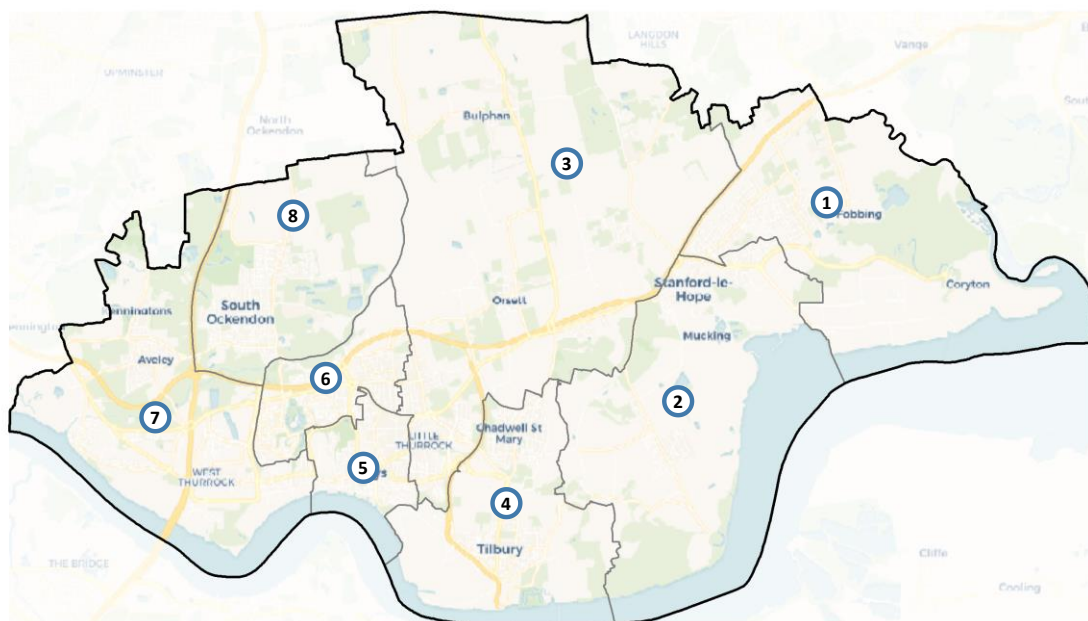 LANGDON
HILLS
Vange
UPMINSTER
North
Ockendon
Bulphan
3
8
1
Fobbing
South
Ockendon
Orsett
Stanford-le-
Hope
Coryton
Mucking
Aveley
6
7
2
LITTLE
THURROCK
Chadwell St
Mary
WEST
THURROCK
5
4
Tilbury
THE BRIDGE
Cliffe
Cooling